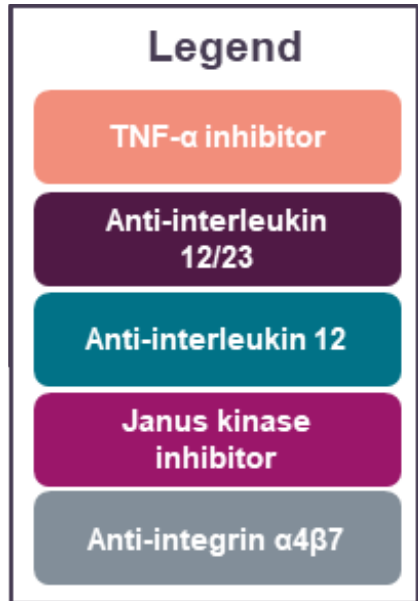 Legend
TNF-α inhibitor
Anti-interleukin
12/23
Anti-interleukin 12
Janus kinase
inhibitor
Anti-integrin α4β7